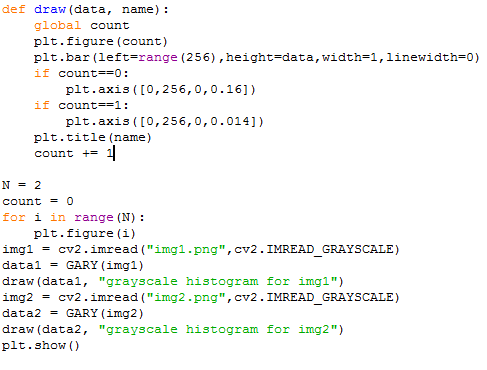 def draw(data, name):
    global count
    plt.figure(count)
    plt.bar(left=range(256),height=data,width=1,linewidth=0)
    if count==0:
        plt.axis([0,256,0,0.16])
    if count==1:
        plt.axis([0,256,0,0.014])
    plt.title(name)
    count += 1

N = 2
count = 0
for i in range(N):
    plt.figure(i)
img1 = cv2.imread("img1.png",cv2.IMREAD_GRAYSCALE)
data1 = GARY(img1)
draw(data1, "grayscale histogram for img1")
img2 = cv2.imread("img2.png",cv2.IMREAD_GRAYSCALE)
data2 = GARY(img2)
draw(data2, "grayscale histogram for img2")
plt.show()